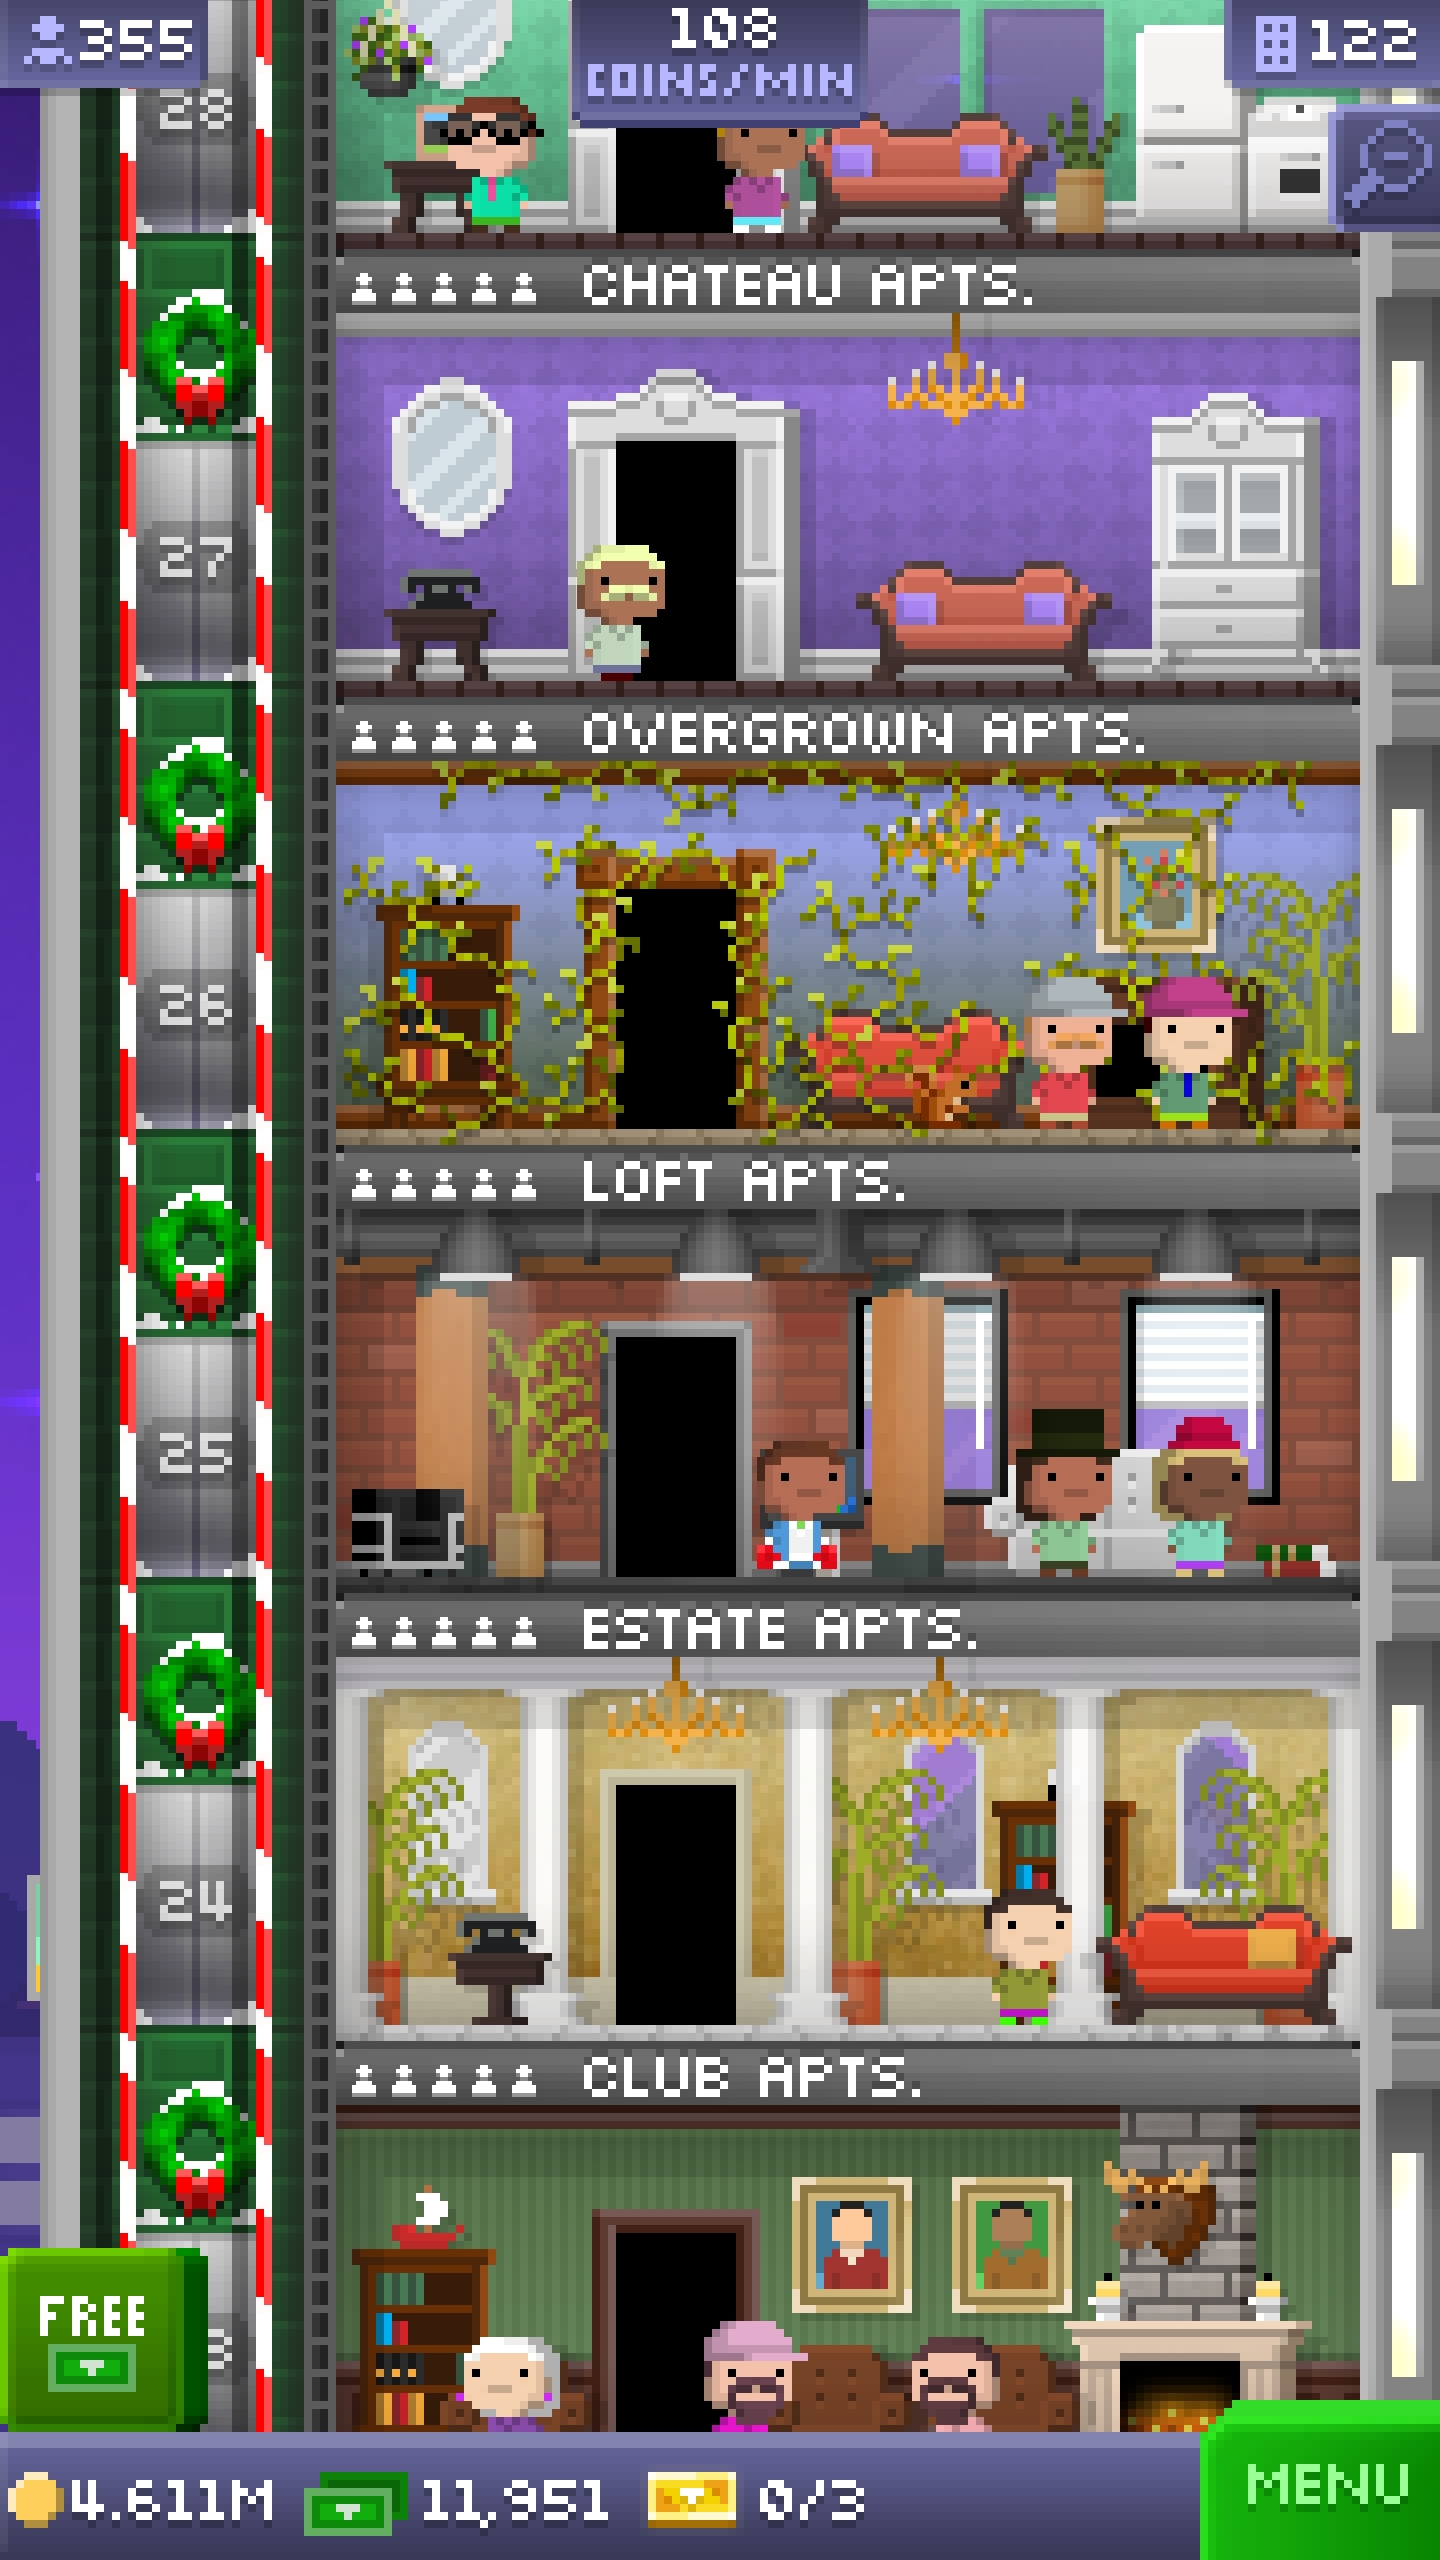 355
108
COINS/MIN
122
28
CHATEAU APTS.
27
OVERGROWN APTS.
26
LOFT APTS.
25
ESTATE APTS.
24
CLUB APTS.
FREE
4.611M
11,951
0/3
MENU